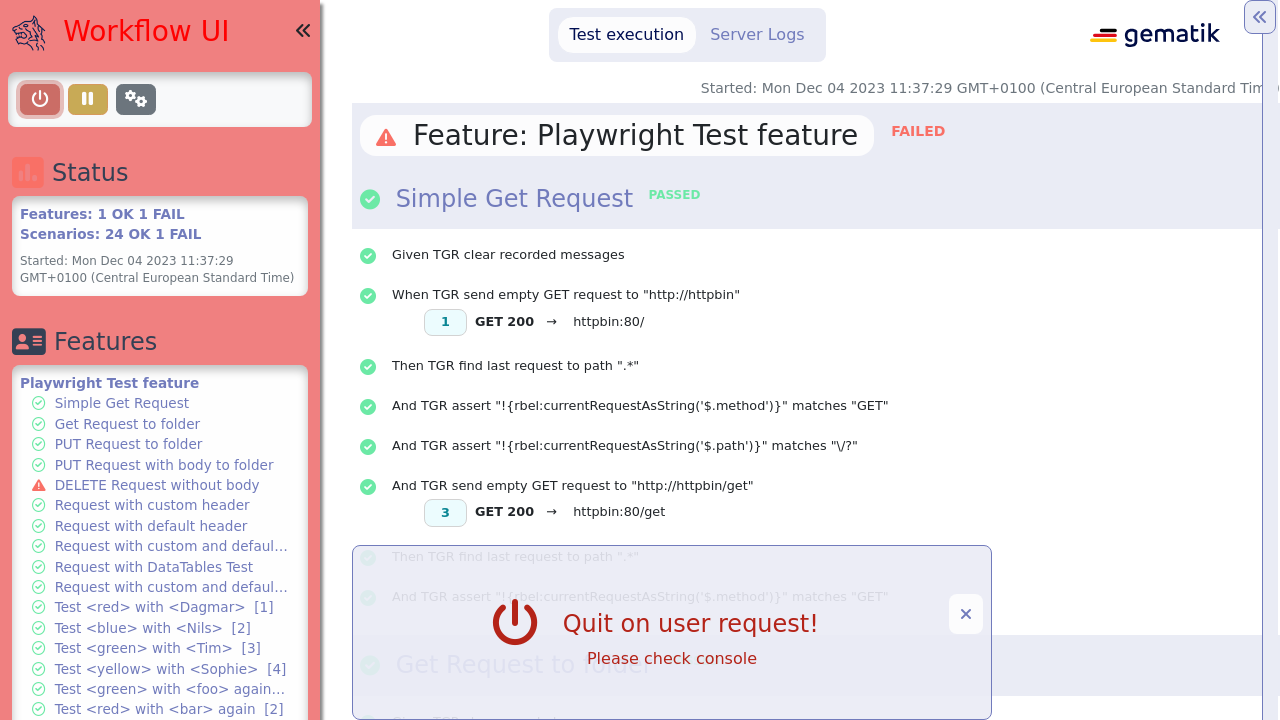 Workflow UI
Status
Features: 1 OK 1 FAIL
Scenarios: 24 OK 1 FAIL
Started: Mon Dec 04 2023 11:37:29
GMT+0100 (Central European Standard Time)
Features
Playwright Test feature
Simple Get Request
Get Request to folder
PUT Request to folder
PUT Request with body to folder
DELETE Request without body
Request with custom header
Request with default header
Request with custom and defaul...
Request with DataTables Test
Request with custom and defaul...
Test <red> with <Dagmar> [1]
Test <blue> with <Nils> [2]
Test <green> with <Tim> [3]
Test <yellow> with <Sophie> [4]
Test <green> with <foo> again...
Test <red> with <bar> again [2]
Test execution
Server Logs
gematik
Started: Mon Dec 04 2023 11:37:29 GMT+0100 (Central European Standard Tim
Feature: Playwright Test feature
FAILED
Simple Get Request
PASSED
Given TGR clear recorded messages
When TGR send empty GET request to "http://httpbin"
1 GET 200 → httpbin:80/
Then TGR find last request to path ".*"
And TGR assert "!{rbel:currentRequestAsString('$.method')}" matches "GET"
And TGR assert "!{rbel:currentRequestAsString('$.path')}" matches "\/?"
And TGR send empty GET request to "http://httpbin/get"
3 GET 200 → httpbin:80/get
Then TGR find last request to path ".*"
And TGR assert "!{rbel:currentRequestAsString('$.method')}" matches "GET"
Quit on user request!
Please check console
Get Request to folder